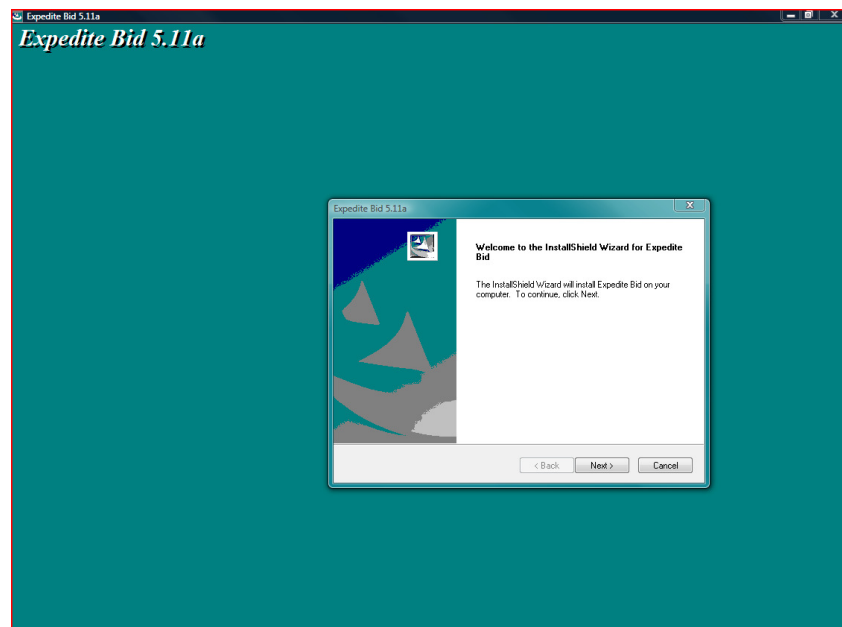 Expedite Bid 5.11a
Expedite Bid 5.11a
Expedite Bid 5.11a
Welcome to the InstallShield Wizard for Expedite
Bid
The InstallShield Wizard will install Expedite Bid on your
computer. To continue, click Next.
< Back Next > Cancel